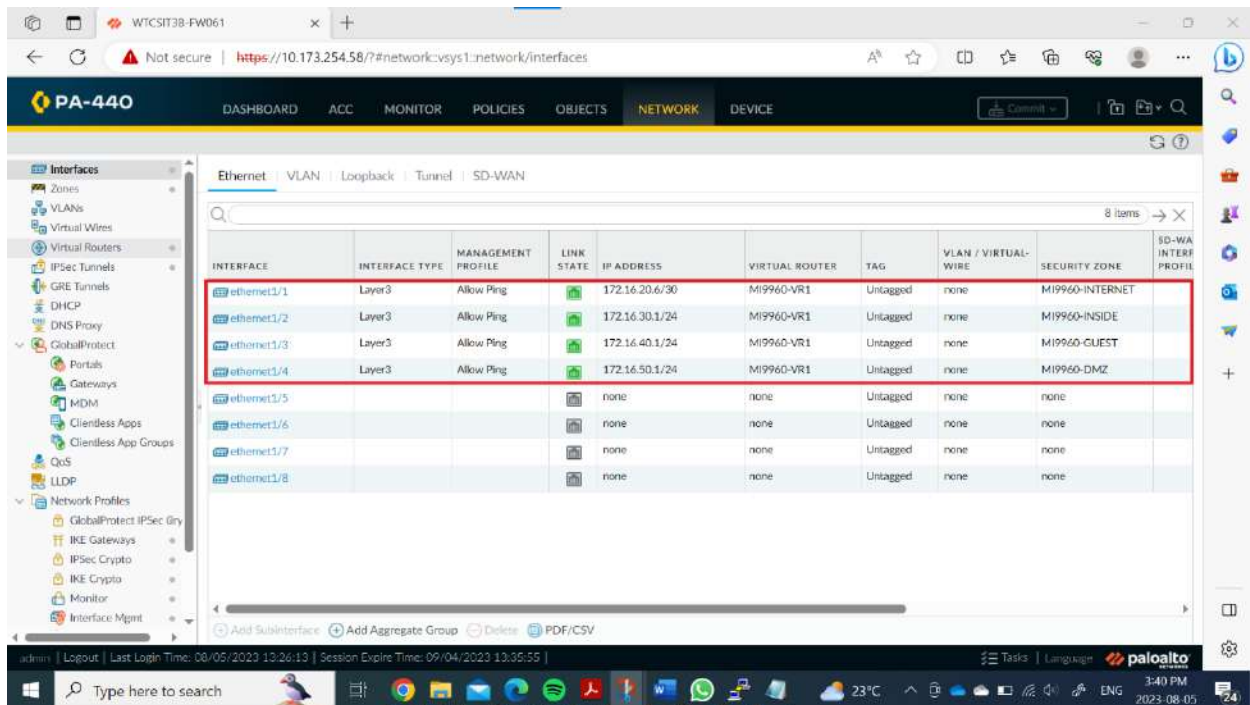 WTCSIT3B-FW061
Not secure | https://10.173.254.58/?#network::vsys1::network/interfaces
PA-440 DASHBOARD ACC MONITOR POLICIES OBJECTS NETWORK DEVICE Commit
Interfaces
Zones
VLANs
Virtual Wires
Virtual Routers
IPSec Tunnels
GRE Tunnels
DHCP
DNS Proxy
GlobalProtect
Portals
Gateways
MDM
Clientless Apps
Clientless App Groups
QoS
LLDP
Network Profiles
GlobalProtect IPSec Cry
IKE Gateways
IPSec Crypto
IKE Crypto
Monitor
Interface Mgmt
Ethernet | VLAN | Loopback | Tunnel | SD-WAN
8 items
INTERFACE INTERFACE TYPE MANAGEMENT PROFILE LINK STATE IP ADDRESS VIRTUAL ROUTER TAG VLAN / VIRTUAL-WIRE SECURITY ZONE SD-WA INTERF PROFIL
ethernet1/1 Layer3 Allow Ping 172.16.20.6/30 MI9960-VR1 Untagged none MI9960-INTERNET
ethernet1/2 Layer3 Allow Ping 172.16.30.1/24 MI9960-VR1 Untagged none MI9960-INSIDE
ethernet1/3 Layer3 Allow Ping 172.16.40.1/24 MI9960-VR1 Untagged none MI9960-GUEST
ethernet1/4 Layer3 Allow Ping 172.16.50.1/24 MI9960-VR1 Untagged none MI9960-DMZ
ethernet1/5 none none Untagged none none
ethernet1/6 none none Untagged none none
ethernet1/7 none none Untagged none none
ethernet1/8 none none Untagged none none
Add Subinterface Add Aggregate Group Delete PDF/CSV
admin | Logout | Last Login Time: 08/05/2023 13:26:13 | Session Expire Time: 09/04/2023 13:35:55 | Tasks | Language paloalto NETWORKS
Type here to search 23°C ENG 3:40 PM
2023-08-05
24